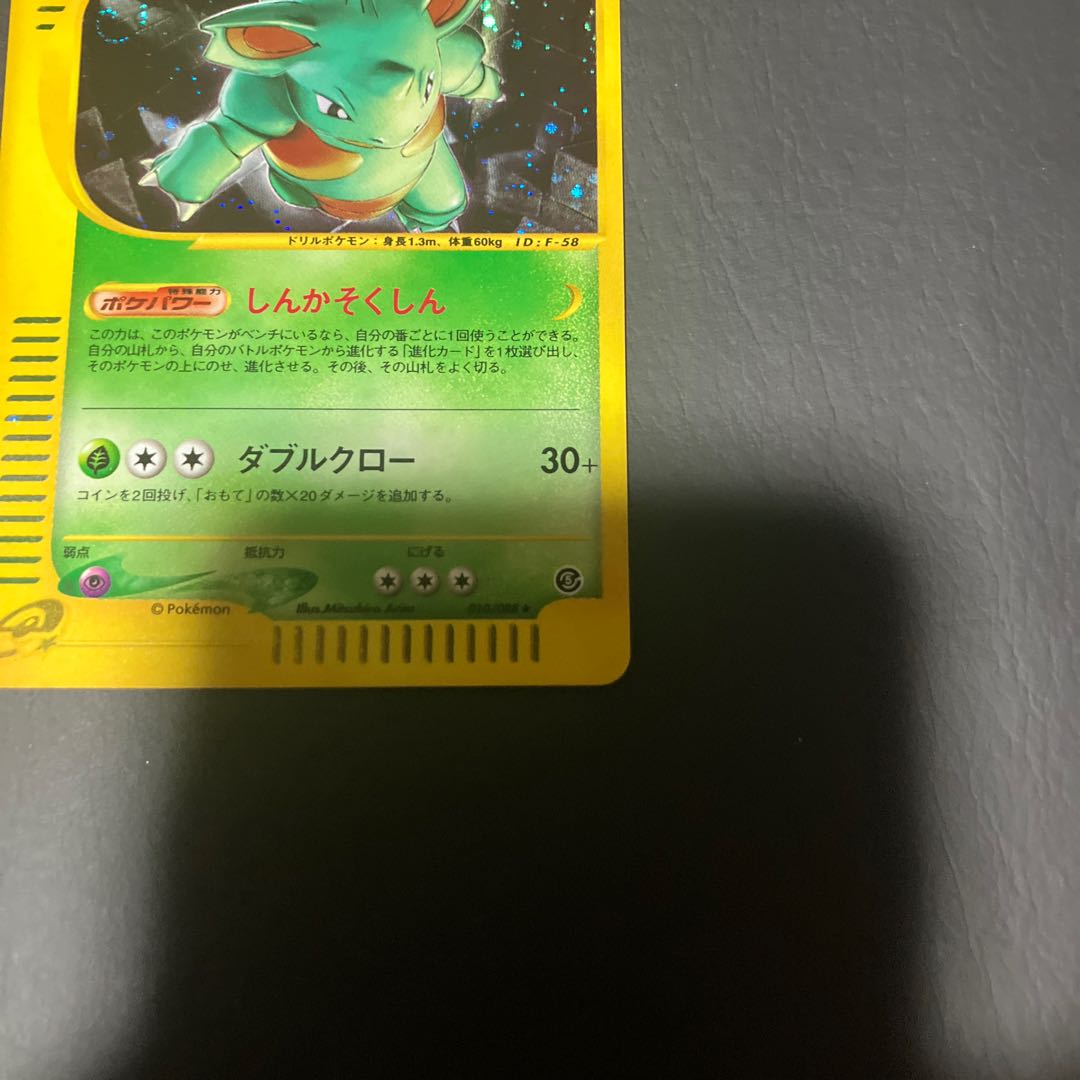 ドリルポケモン：身長1.3m、体重60kg ID：F-58
特殊能力
ポケパワー しんかそくしん
この力は、このポケモンがベンチにいるなら、自分の番ごとに1回使うことができる。
自分の山札から、自分のバトルポケモンから進化する「進化カード」を1枚選び出し、
そのポケモンの上にのせ、進化させる。その後、その山札をよく切る。
ダブルクロー 30+
コインを2回投げ、「おもて」の数×20ダメージを追加する。
弱点 抵抗力 にげる
5
© Pokémon Illus. Mitsuhiro Arita 010/088 ★